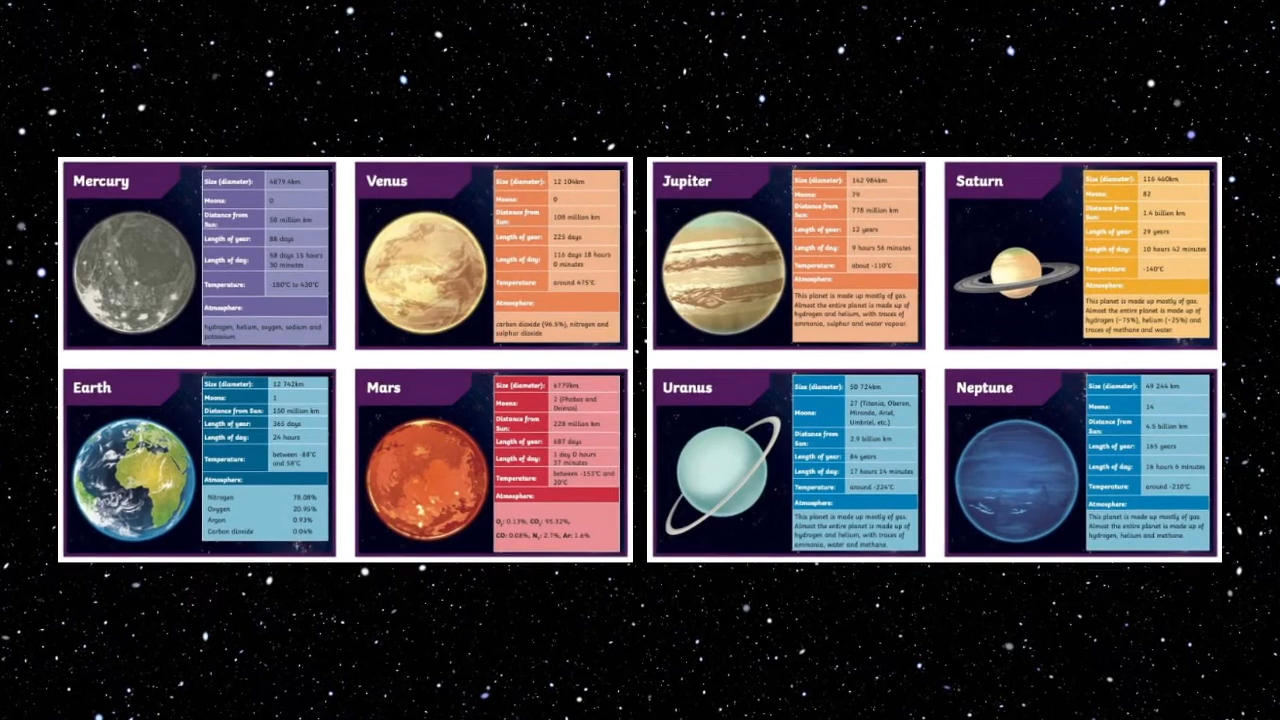 Mercury
Size (diameter): 4879.4km
Moons: 0
Distance from
Sun: 58 million km
Length of year: 88 days
Length of day: 58 days 15 hours
30 minutes
Temperature: -180°C to 430°C
Atmosphere:
hydrogen, helium, oxygen, sodium and
potassium
Venus
Size (diameter): 12 104km
Moons: 0
Distance from
Sun: 108 million km
Length of year: 225 days
Length of day: 116 days 18 hours
0 minutes
Temperature: around 475°C
Atmosphere:
carbon dioxide (96.5%), nitrogen and
sulphur dioxide
Jupiter
Size (diameter): 142 984km
Moons: 79
Distance from
Sun: 778 million km
Length of year: 12 years
Length of day: 9 hours 56 minutes
Temperature: about -110°C
Atmosphere:
This planet is made up mostly of gas.
Almost the entire planet is made up of
hydrogen and helium, with traces of
ammonia, sulphur and water vapour.
Saturn
Size (diameter): 116 460km
Moons: 82
Distance from
Sun: 1.4 billion km
Length of year: 29 years
Length of day: 10 hours 42 minutes
Temperature: -140°C
Atmosphere:
This planet is made up mostly of gas.
Almost the entire planet is made up of
hydrogen (~75%), helium (~25%) and
traces of methane and water.
Earth
Size (diameter): 12 742km
Moons: 1
Distance from Sun: 150 million km
Length of year: 365 days
Length of day: 24 hours
Temperature: between -88°C
and 58°C
Atmosphere:
Nitrogen 78.08%
Oxygen 20.95%
Argon 0.93%
Carbon dioxide 0.04%
Mars
Size (diameter): 6779km
Moons: 2 (Phobos and
Deimos)
Distance from
Sun: 228 million km
Length of year: 687 days
Length of day: 1 day 0 hours
37 minutes
Temperature: between -153°C and
20°C
Atmosphere:
O₂: 0.13%, CO₂: 95.32%,
CO: 0.08%, N₂: 2.7%, Ar: 1.6%
Uranus
Size (diameter): 50 724km
Moons: 27 (Titania, Oberon,
Miranda, Ariel,
Umbriel, etc.)
Distance from
Sun: 2.9 billion km
Length of year: 84 years
Length of day: 17 hours 14 minutes
Temperature: around -224°C
Atmosphere:
This planet is made up mostly of gas.
Almost the entire planet is made up of
hydrogen and helium, with traces of
ammonia, water and methane.
Neptune
Size (diameter): 49 244 km
Moons: 14
Distance from
Sun: 4.5 billion km
Length of year: 165 years
Length of day: 16 hours 6 minutes
Temperature: around -210°C
Atmosphere:
This planet is made up mostly of gas.
Almost the entire planet is made up of
hydrogen, helium and methane.